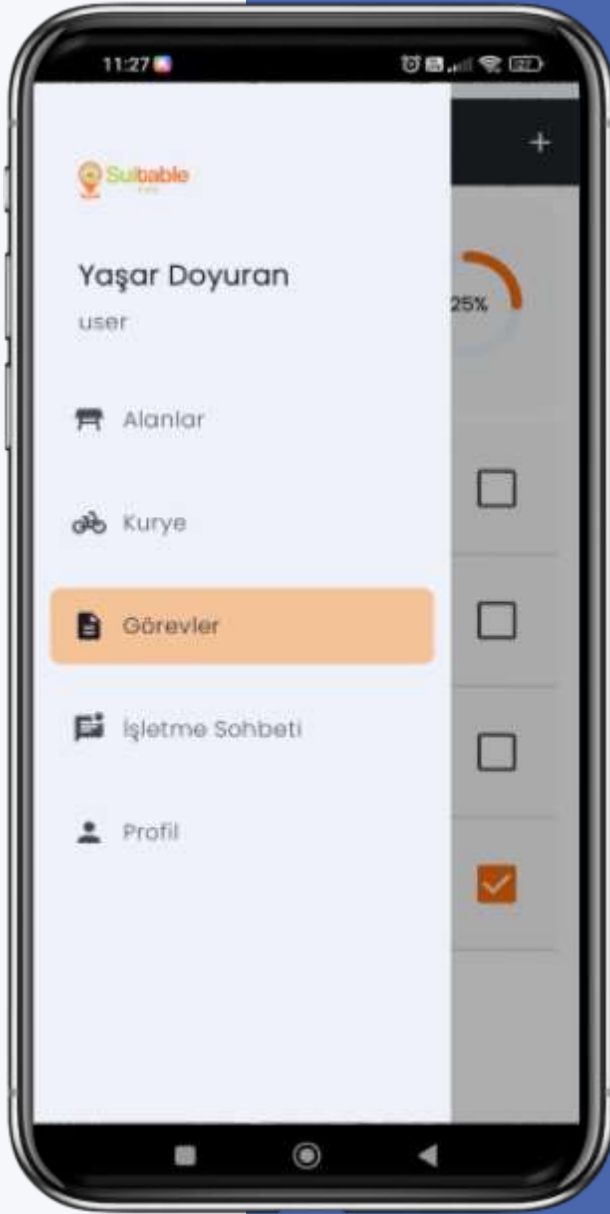 11:27
Suitable
Yaşar Doyuran
user
25%
Alanlar
Kurye
Görevler
İşletme Sohbeti
Profil